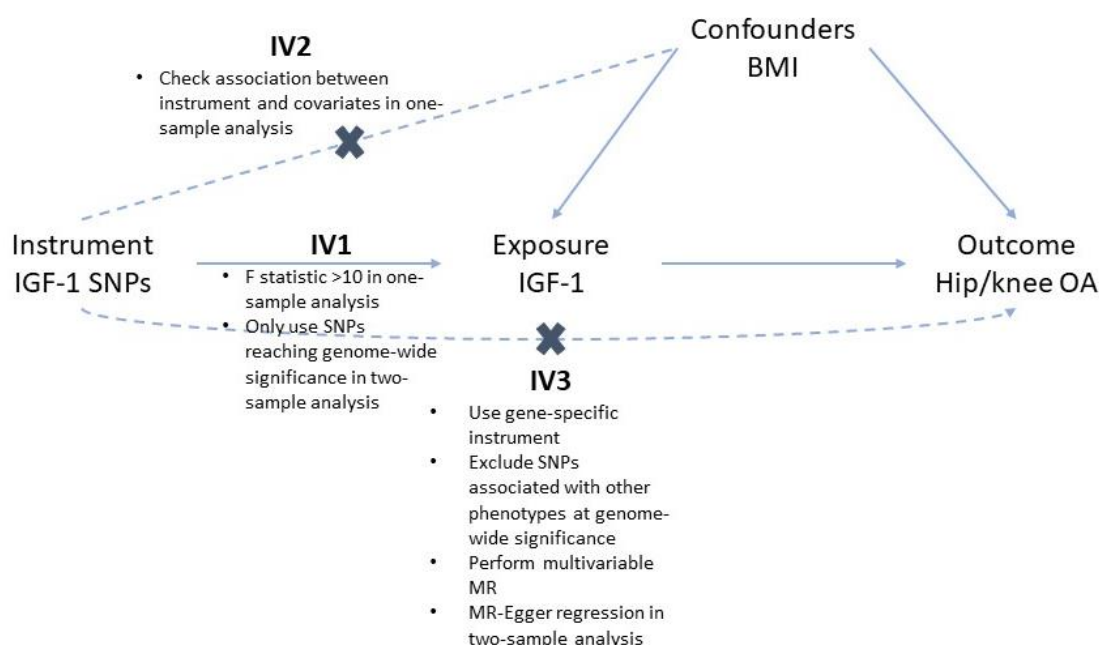 Confounders
BMI
IV2
• Check association between
instrument and covariates in one-
sample analysis
Instrument
IGF-1 SNPs
IV1
• F statistic >10 in one-
sample analysis
• Only use SNPs
reaching genome-wide
significance in two-
sample analysis
Exposure
IGF-1
Outcome
Hip/knee OA
IV3
• Use gene-specific
instrument
• Exclude SNPs
associated with other
phenotypes at genome-
wide significance
• Perform multivariable
MR
• MR-Egger regression in
two-sample analysis